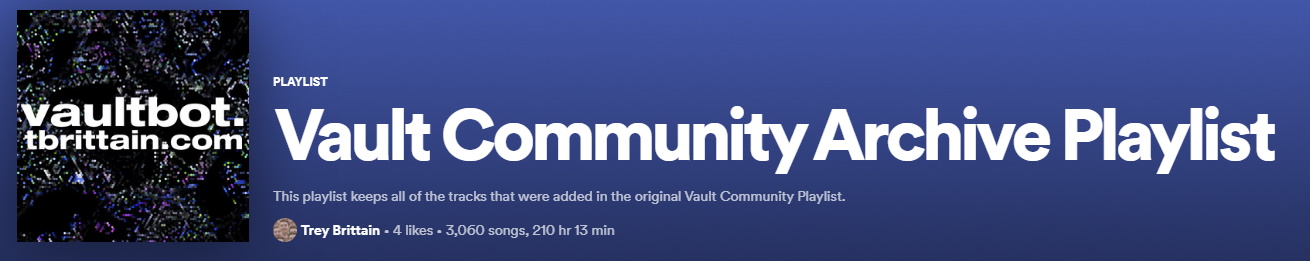 vaultbot.
tbrittain.com
PLAYLIST
Vault Community Archive Playlist
This playlist keeps all of the tracks that were added in the original Vault Community Playlist.
Trey Brittain • 4 likes • 3,060 songs, 210 hr 13 min